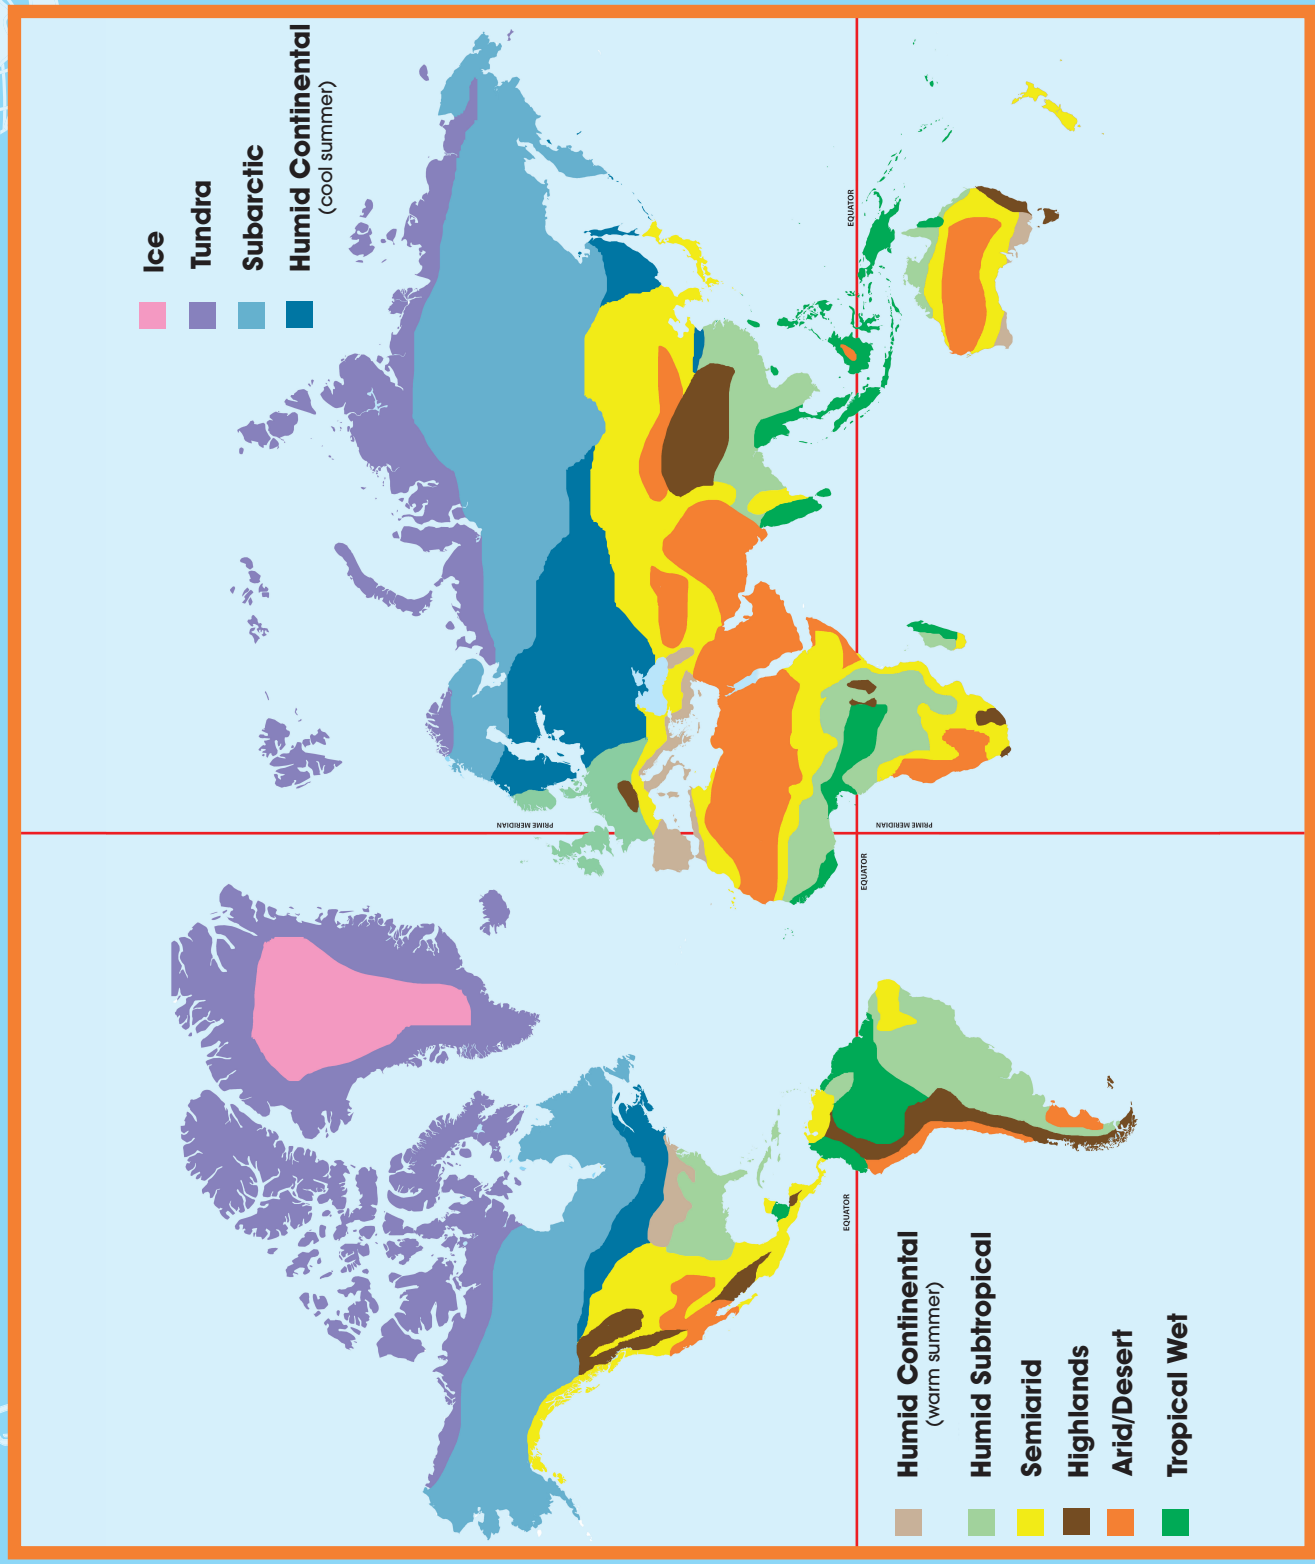 Ice
Tundra
Subarctic
Humid Continental
(cool summer)
EQUATOR
PRIME MERIDIAN
PRIME MERIDIAN
EQUATOR
EQUATOR
Humid Continental
(warm summer)
Humid Subtropical
Semiarid
Highlands
Arid/Desert
Tropical Wet